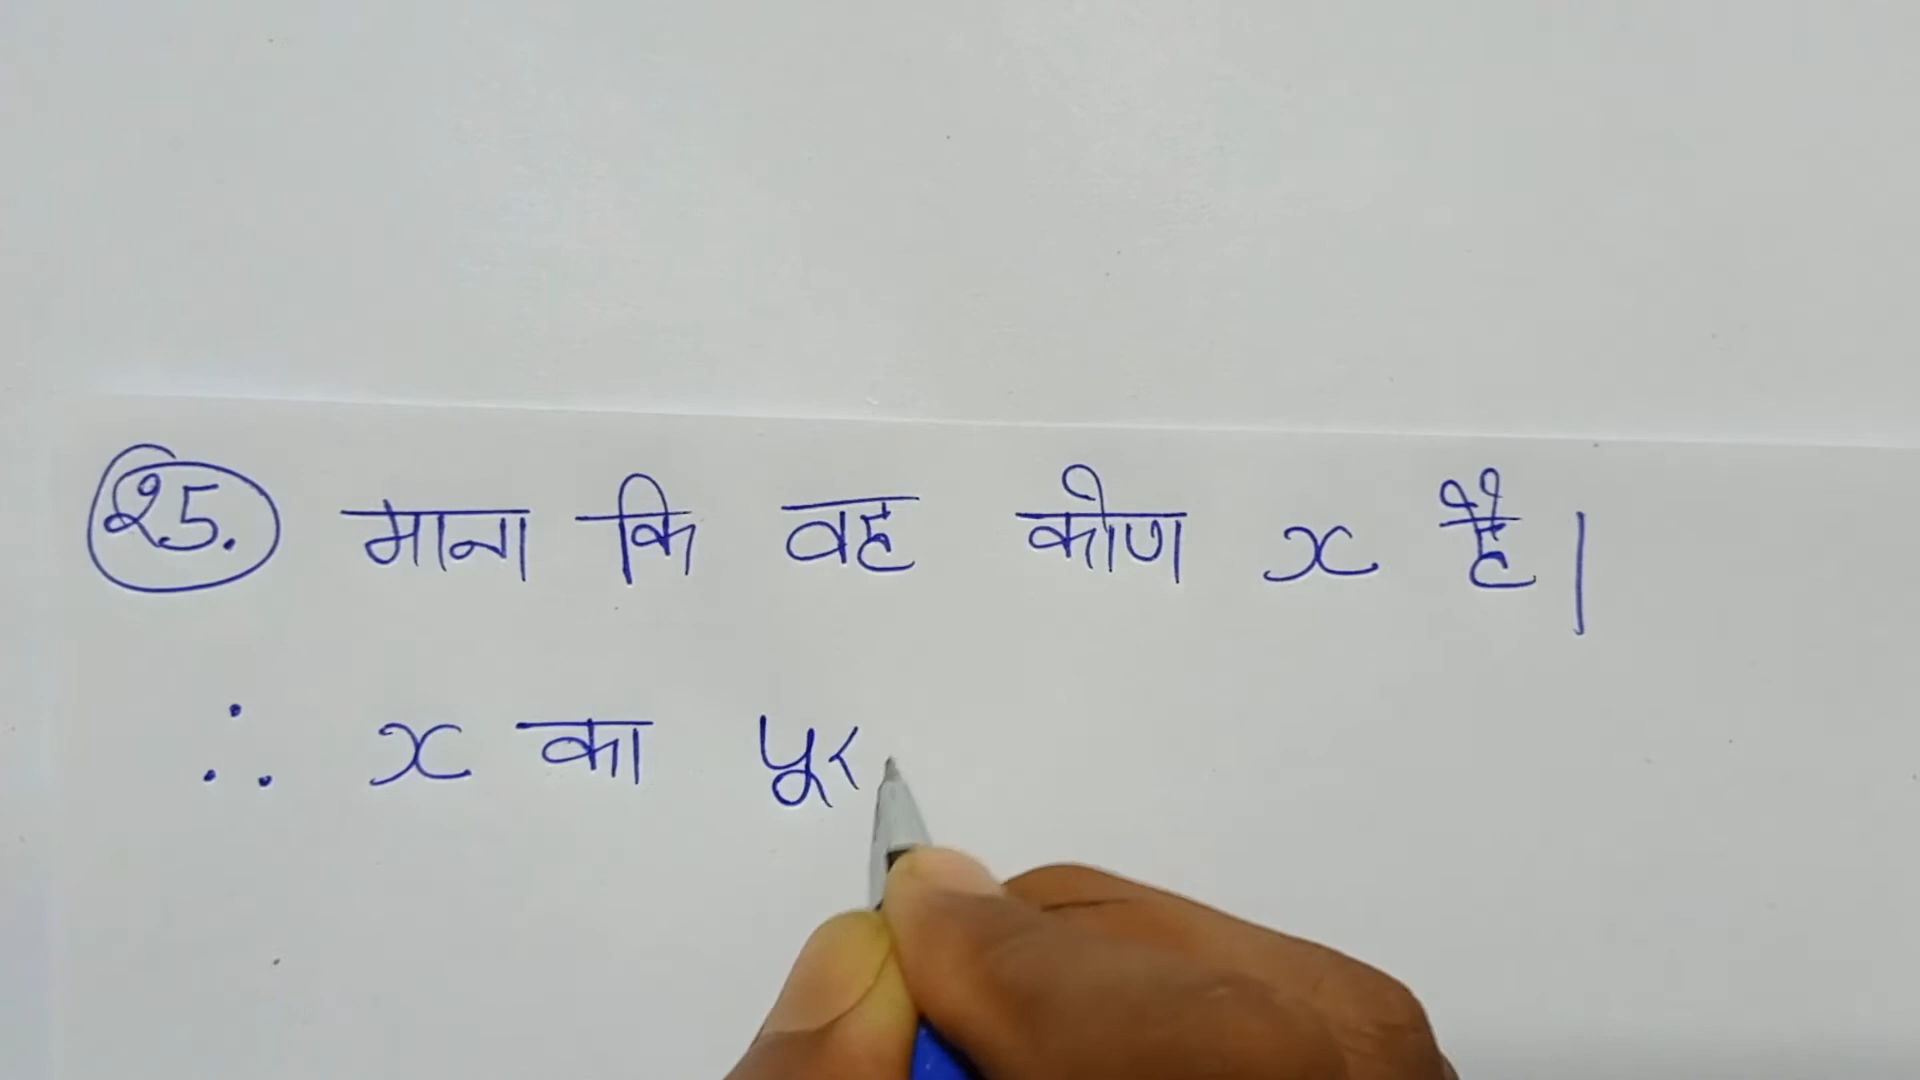 25. माना कि वह कोण x है।
∴ x का पूर